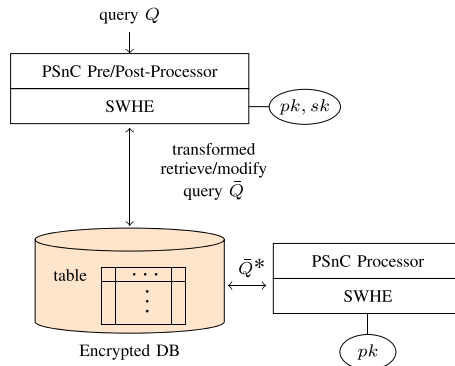 query Q
PSnC Pre/Post-Processor
SWHE
pk, sk
transformed
retrieve/modify
query Q̄
table
Q̄*
PSnC Processor
SWHE
Encrypted DB
pk